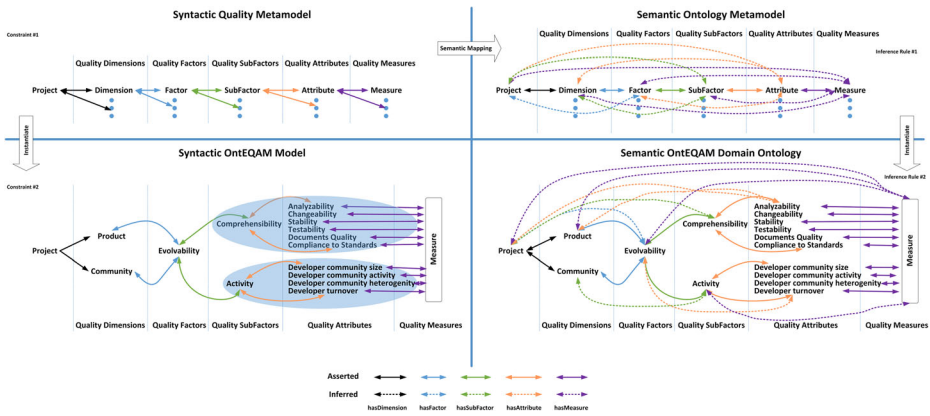 Syntactic Quality Metamodel
Constraint #1
Quality Dimensions Quality Factors Quality SubFactors Quality Attributes Quality Measures
Project Dimension Factor SubFactor Attribute Measure
Semantic Mapping
Semantic Ontology Metamodel
Quality Dimensions Quality Factors Quality SubFactors Quality Attributes Quality Measures
Inference Rule #1
Project Dimension Factor SubFactor Attribute Measure
Instantiate
Instantiate
Syntactic OntEQAM Model
Constraint #2
Project
Product
Community
Evolvability
Comprehensibility
Activity
Analyzability
Changeability
Stability
Testability
Documents Quality
Compliance to Standards
Developer community size
Developer community activity
Developer community heterogenity
Developer turnover
Measure
Quality Dimensions Quality Factors Quality SubFactors Quality Attributes Quality Measures
Semantic OntEQAM Domain Ontology
Inference Rule #2
Project
Product
Community
Evolvability
Comprehensibility
Activity
Analyzability
Changeability
Stability
Testability
Documents Quality
Compliance to Standards
Developer community size
Developer community activity
Developer community heterogenity
Developer turnover
Measure
Quality Dimensions Quality Factors Quality SubFactors Quality Attributes Quality Measures
Asserted
Inferred
hasDimension hasFactor hasSubFactor hasAttribute hasMeasure